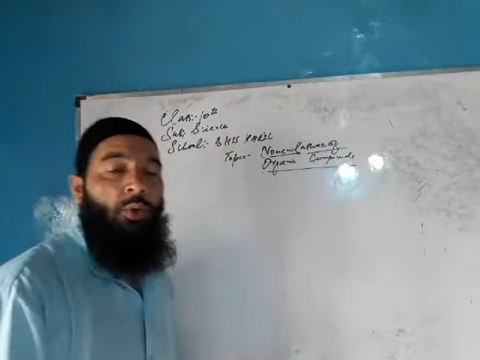 Class:- 10th
Sub:- Science
School:- BHSS
Topic:- Nomenclature of
Organic Compounds